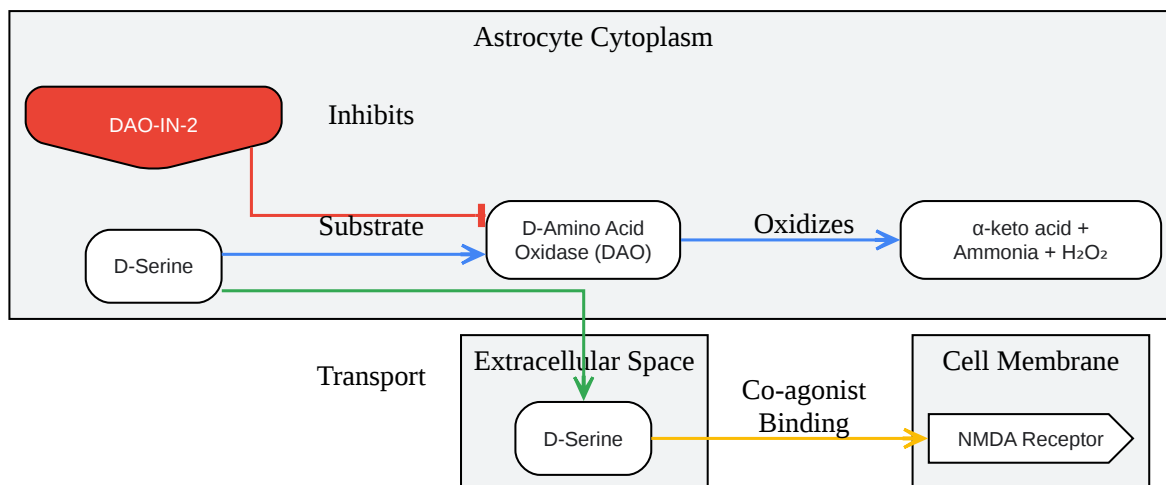 Astrocyte Cytoplasm
DAO-IN-2
Inhibits
Substrate
D-Amino Acid
Oxidase (DAO)
Oxidizes
α-keto acid +
Ammonia + H₂O₂
D-Serine
Transport
Extracellular Space
D-Serine
Co-agonist
Binding
Cell Membrane
NMDA Receptor